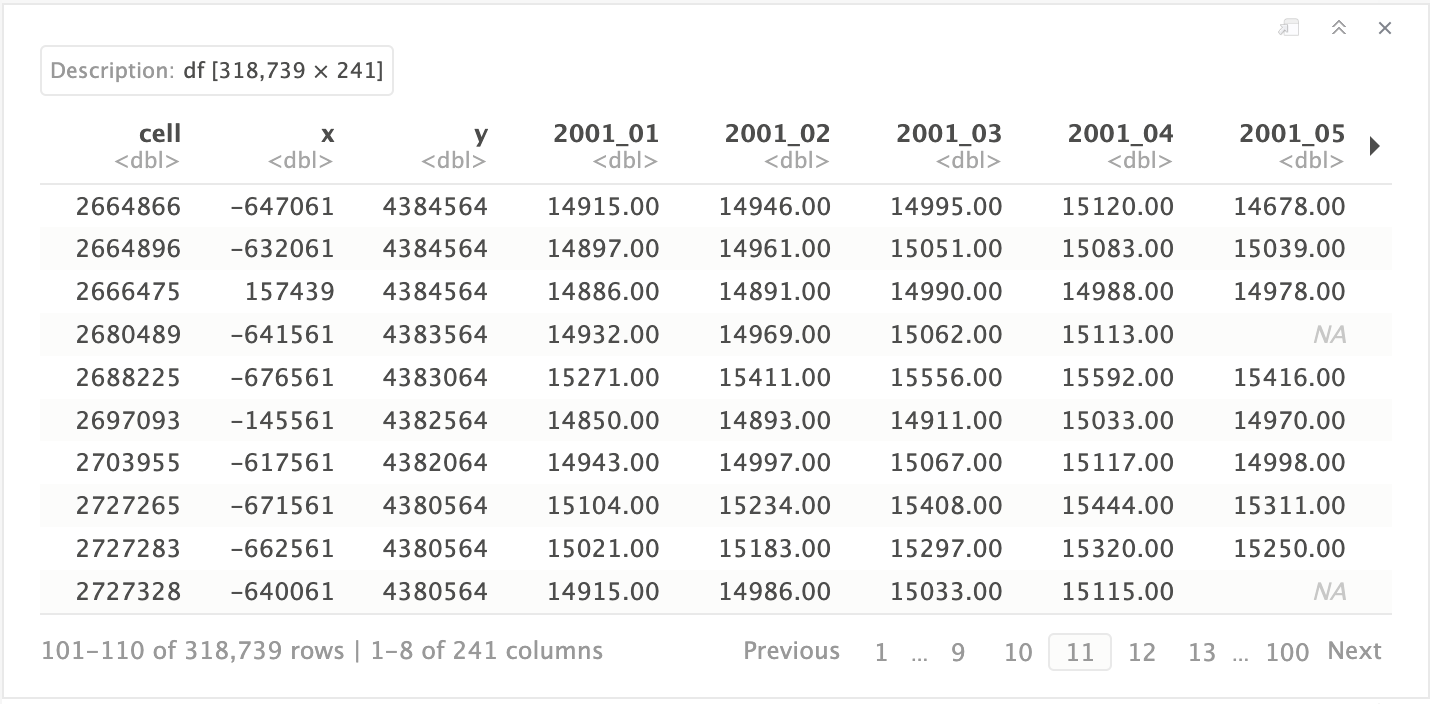 Description: df [318,739 × 241]
cell x y 2001_01 2001_02 2001_03 2001_04 2001_05
<dbl> <dbl> <dbl> <dbl> <dbl> <dbl> <dbl> <dbl>
2664866 −647061 4384564 14915.00 14946.00 14995.00 15120.00 14678.00
2664896 −632061 4384564 14897.00 14961.00 15051.00 15083.00 15039.00
2666475 157439 4384564 14886.00 14891.00 14990.00 14988.00 14978.00
2680489 −641561 4383564 14932.00 14969.00 15062.00 15113.00 NA
2688225 −676561 4383064 15271.00 15411.00 15556.00 15592.00 15416.00
2697093 −145561 4382564 14850.00 14893.00 14911.00 15033.00 14970.00
2703955 −617561 4382064 14943.00 14997.00 15067.00 15117.00 14998.00
2727265 −671561 4380564 15104.00 15234.00 15408.00 15444.00 15311.00
2727283 −662561 4380564 15021.00 15183.00 15297.00 15320.00 15250.00
2727328 −640061 4380564 14915.00 14986.00 15033.00 15115.00 NA
101–110 of 318,739 rows | 1–8 of 241 columns Previous 1 ... 9 10 11 12 13 ... 100 Next